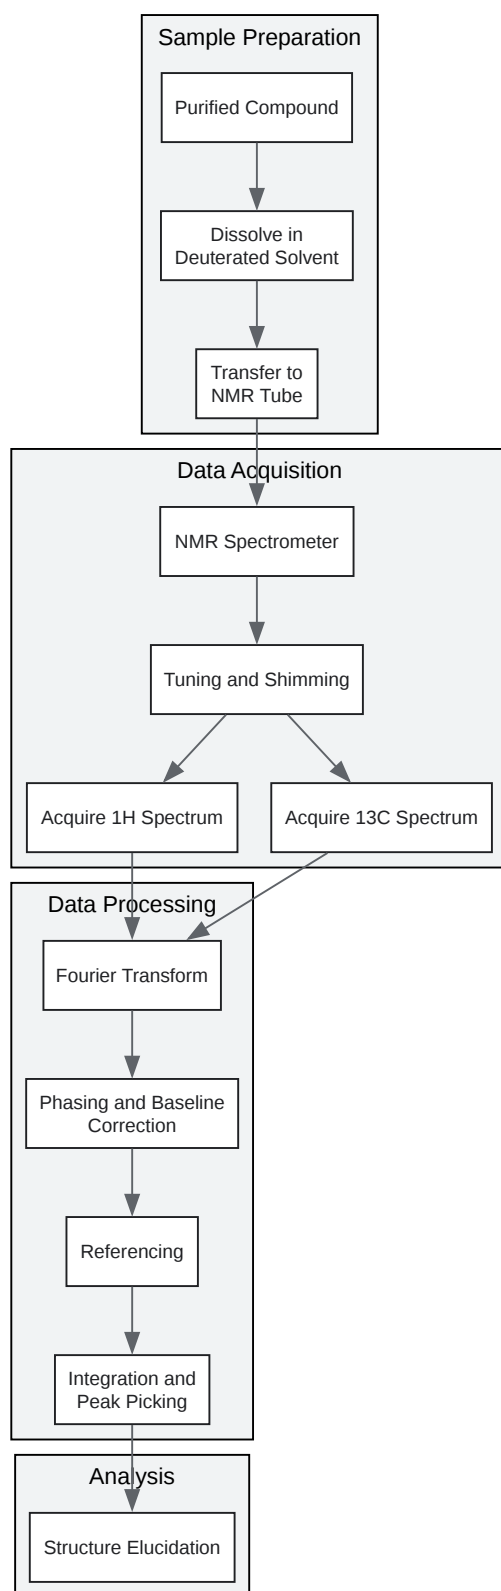 Sample Preparation
Purified Compound
Dissolve in
Deuterated Solvent
Transfer to
NMR Tube
Data Acquisition
NMR Spectrometer
Tuning and Shimming
Acquire 1H Spectrum
Acquire 13C Spectrum
Data Processing
Fourier Transform
Phasing and Baseline
Correction
Referencing
Integration and
Peak Picking
Analysis
Structure Elucidation